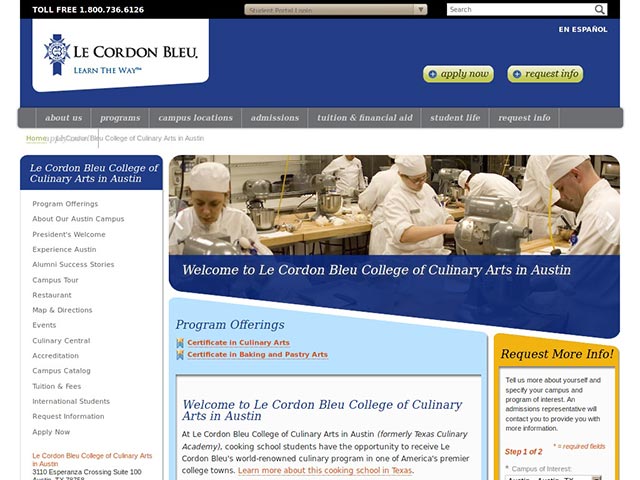 TOLL FREE 1.800.736.6126
Student Portal Login
Search
EN ESPAÑOL
LE CORDON BLEU.
LEARN THE WAY™
apply now
request info
about us
programs
campus locations
admissions
tuition & financial aid
student life
request info
apply now
Home
Le Cordon Bleu College of Culinary Arts in Austin
Le Cordon Bleu College of
Culinary Arts in Austin
Program Offerings
About Our Austin Campus
President's Welcome
Experience Austin
Alumni Success Stories
Campus Tour
Restaurant
Map & Directions
Events
Culinary Central
Accreditation
Campus Catalog
Tuition & Fees
International Students
Request Information
Apply Now
Le Cordon Bleu College of Culinary Arts
in Austin
3110 Esperanza Crossing Suite 100
Austin, TX 78758
Welcome to Le Cordon Bleu College of Culinary Arts in Austin
Program Offerings
Certificate in Culinary Arts
Certificate in Baking and Pastry Arts
Welcome to Le Cordon Bleu College of Culinary
Arts in Austin
At Le Cordon Bleu College of Culinary Arts in Austin (formerly Texas Culinary
Academy), cooking school students have the opportunity to receive Le
Cordon Bleu's world-renowned culinary program in one of America's premier
college towns. Learn more about this cooking school in Texas.
Request More Info!
Tell us more about yourself and
specify your campus and
program of interest. An
admissions representative will
contact you to provide you with
more information.
* = required fields
Step 1 of 2
* Campus of Interest:
Austin - Austin, TX